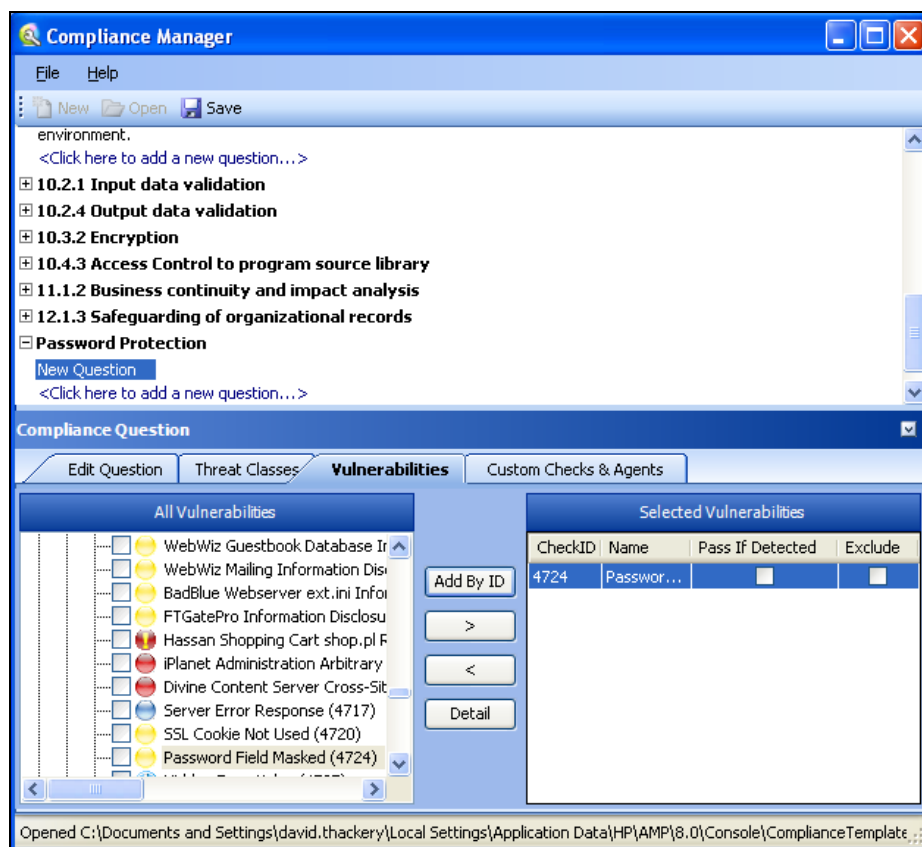 Compliance Manager
File Help
New Open Save
environment.
<Click here to add a new question...>
10.2.1 Input data validation
10.2.4 Output data validation
10.3.2 Encryption
10.4.3 Access Control to program source library
11.1.2 Business continuity and impact analysis
12.1.3 Safeguarding of organizational records
Password Protection
New Question
<Click here to add a new question...>
Compliance Question
Edit Question Threat Classes Vulnerabilities Custom Checks & Agents
All Vulnerabilities
WebWiz Guestbook Database Ir
WebWiz Mailing Information Dis
BadBlue Webserver ext.ini Infor
FTGatePro Information Disclosu
Hassan Shopping Cart shop.pl R
iPlanet Administration Arbitrary
Divine Content Server Cross-Sit
Server Error Response (4717)
SSL Cookie Not Used (4720)
Password Field Masked (4724)
Add By ID
>
<
Detail
Selected Vulnerabilities
CheckID Name Pass If Detected Exclude
4724 Passwor...
Opened C:\Documents and Settings\david.thackery\Local Settings\Application Data\HP\AMP\8.0\Console\ComplianceTemplate